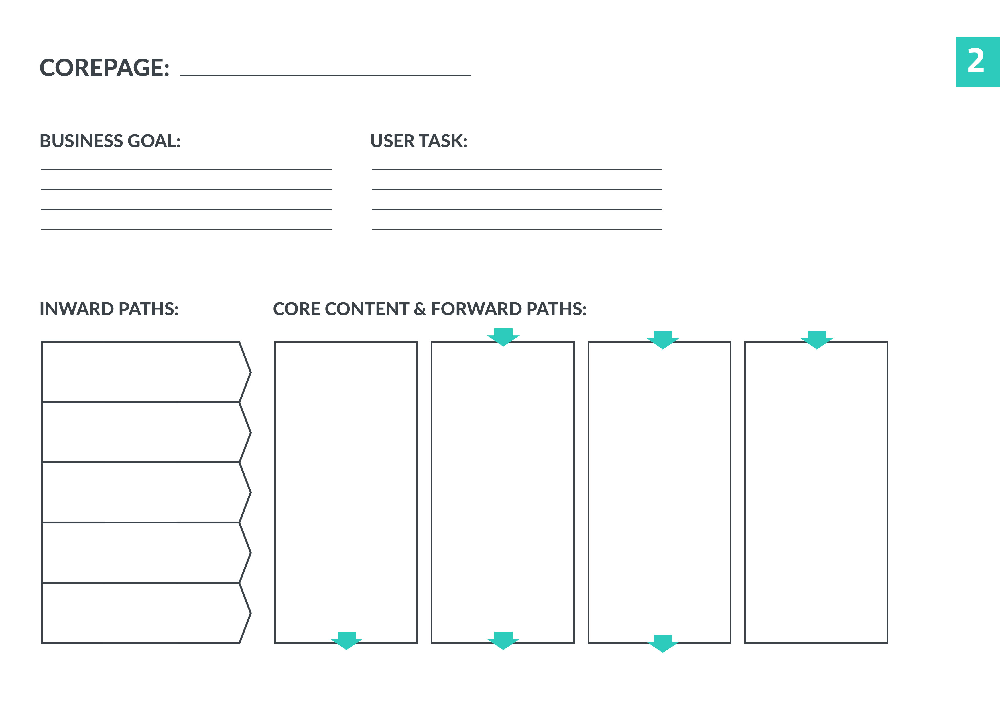 COREPAGE:
2
BUSINESS GOAL:
USER TASK:
INWARD PATHS:
CORE CONTENT & FORWARD PATHS: